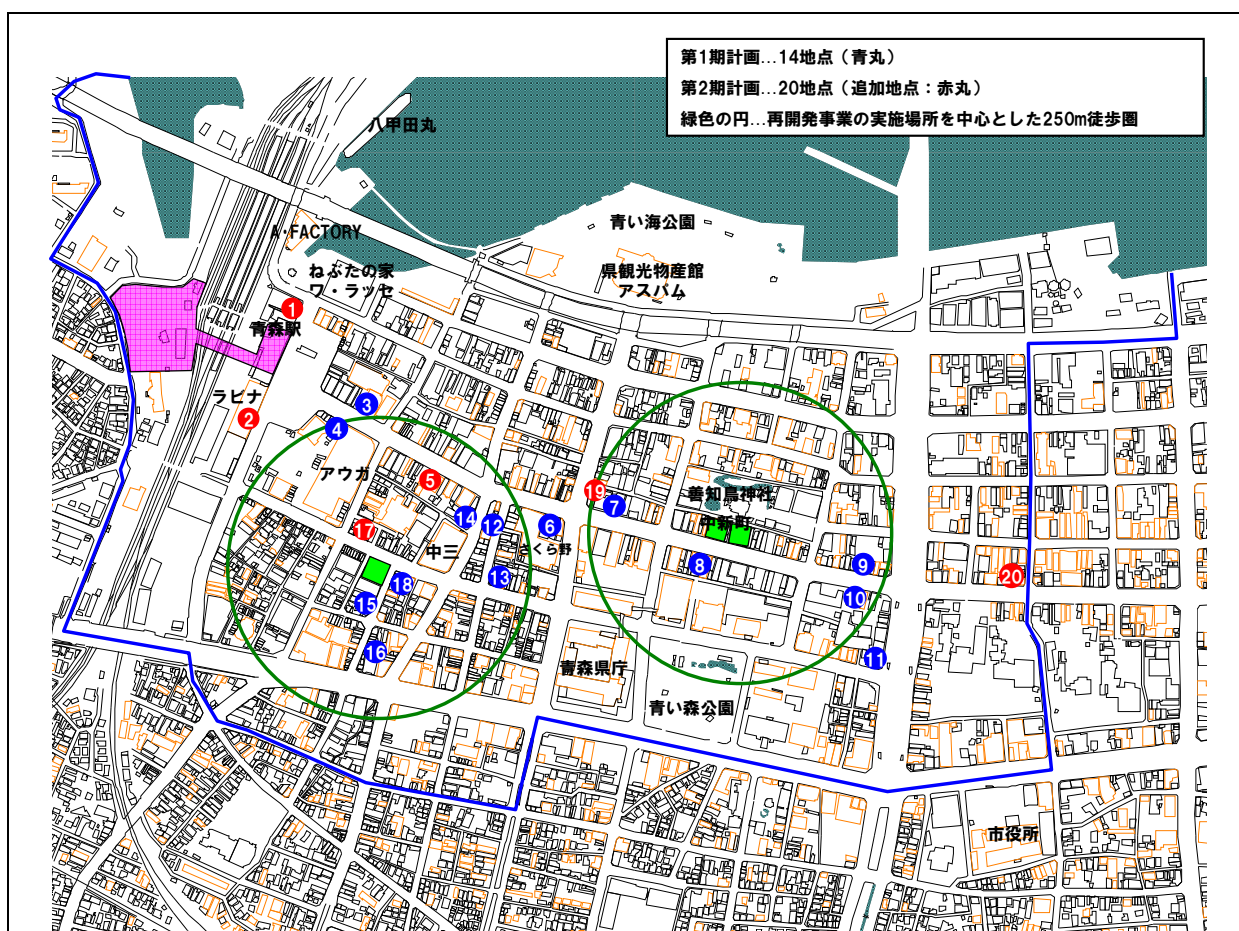 第1期計画…14地点（青丸）
第2期計画…20地点（追加地点：赤丸）
緑色の円…再開発事業の実施場所を中心とした250m徒歩圏
八甲田丸
青い海公園
A・FACTORY
ねぶたの家
ワ・ラッセ
県観光物産館
アスパム
1
青森駅
ラビナ
2
3
4
アウガ
5
19
7
善知鳥神社
中新町
14
12
6
さくら野
17
中三
8
9
13
18
20
15
10
16
11
青森県庁
青い森公園
市役所